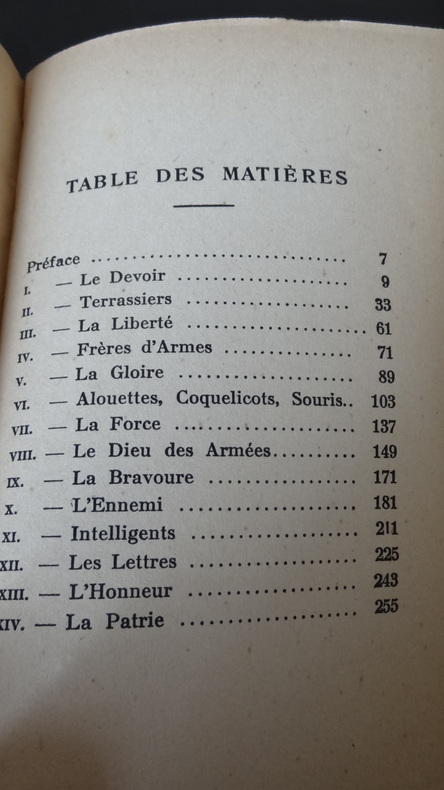 TABLE DES MATIÈRES
Préface .................................. 7
I. — Le Devoir ........................ 9
II. — Terrassiers ...................... 33
III. — La Liberté ........................ 61
IV. — Frères d'Armes .............. 71
V. — La Gloire ........................ 89
VI. — Alouettes, Coquelicots, Souris.. 103
VII. — La Force ........................ 137
VIII. — Le Dieu des Armées.......... 149
IX. — La Bravoure .................... 171
X. — L'Ennemi ........................ 181
XI. — Intelligents ...................... 211
XII. — Les Lettres ...................... 225
XIII. — L'Honneur ...................... 243
XIV. — La Patrie ........................ 255